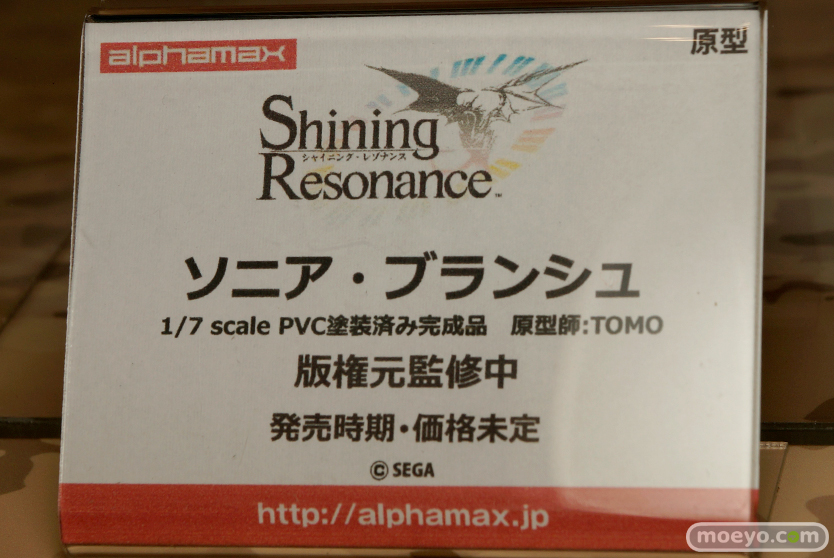 alphamax
原型
Shining
シャイニング・レゾナンス
Resonance™
ソニア・ブランシュ
1/7 scale PVC塗装済み完成品　原型師:TOMO
版権元監修中
発売時期・価格未定
© SEGA
http://alphamax.jp
moeyo.com